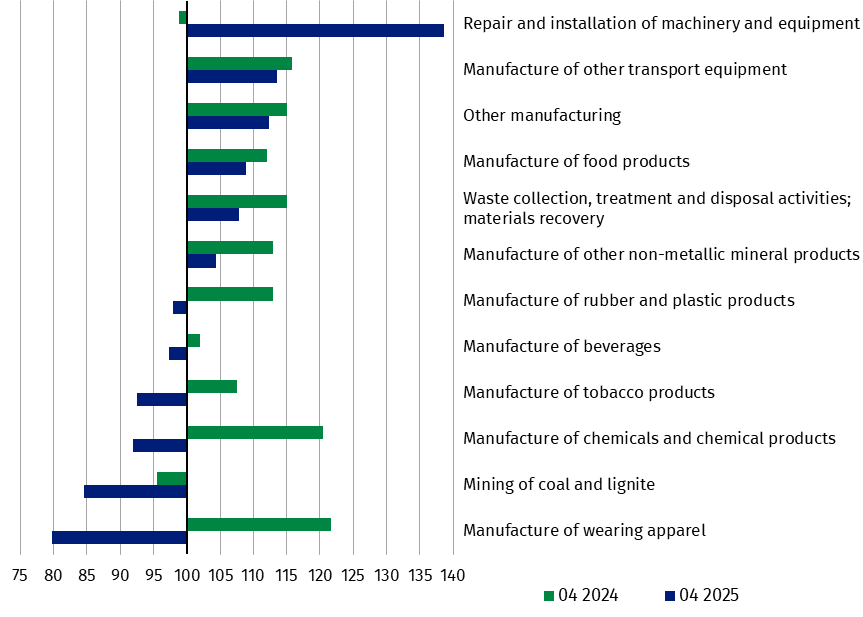 Repair and installation of machinery and equipment
Manufacture of other transport equipment
Other manufacturing
Manufacture of food products
Waste collection, treatment and disposal activities;
materials recovery
Manufacture of other non-metallic mineral products
Manufacture of rubber and plastic products
Manufacture of beverages
Manufacture of tobacco products
Manufacture of chemicals and chemical products
Mining of coal and lignite
Manufacture of wearing apparel
75 80 85 90 95 100 105 110 115 120 125 130 135 140
04 2024 04 2025